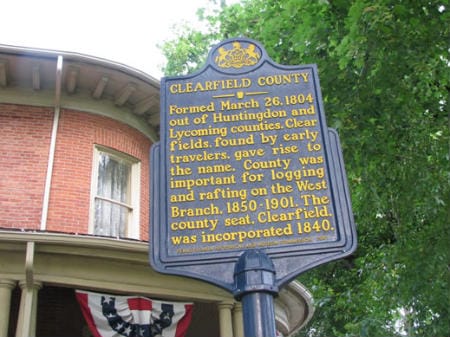 CLEARFIELD COUNTY
Formed March 26, 1804
out of Huntingdon and
Lycoming counties. Clear
fields, found by early
travelers, gave rise to
the name. County was
important for logging
and rafting on the West
Branch, 1850-1901. The
county seat, Clearfield,
was incorporated 1840.